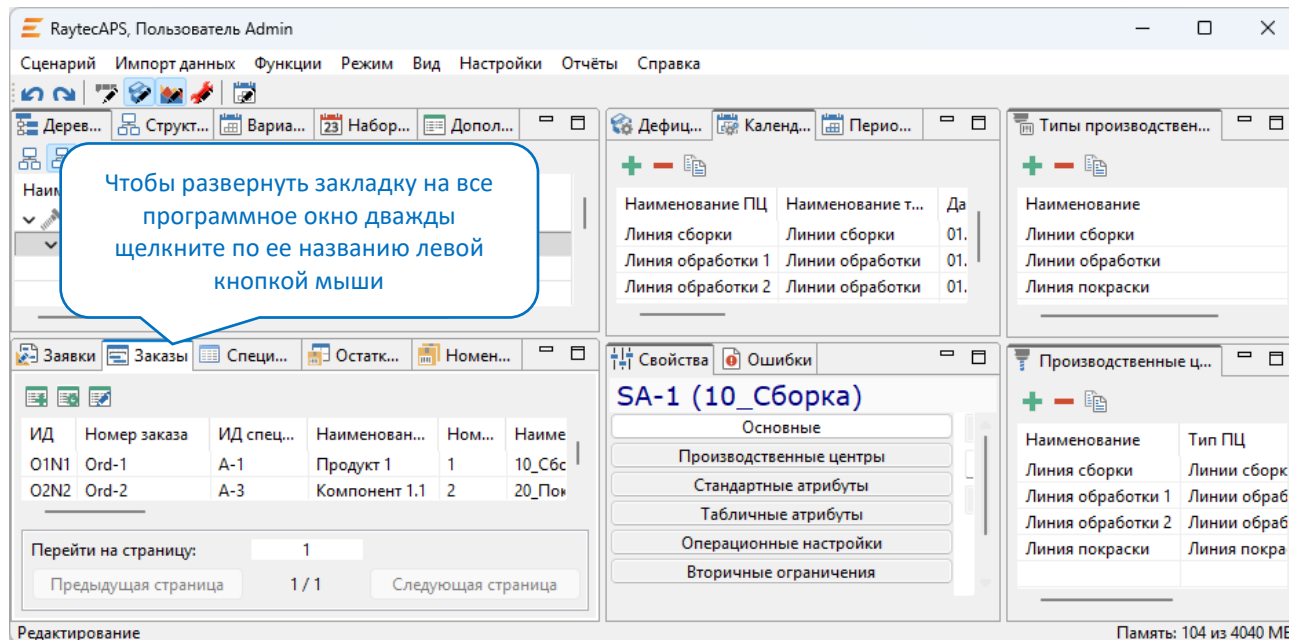 RaytecAPS, Пользователь Admin
Сценарий Импорт данных Функции Режим Вид Настройки Отчёты Справка
Дерев... Структ... Вариа... 23 Набор... Допол...
Наим
Чтобы развернуть закладку на все
программное окно дважды
щелкните по ее названию левой
кнопкой мыши
Дефиц... Календ... Перио...
Наименование ПЦ Наименование т... Да
Линия сборки Линии сборки 01.
Линия обработки 1 Линии обработки 01.
Линия обработки 2 Линии обработки 01.
Типы производствен...
Наименование
Линии сборки
Линии обработки
Линия покраски
Заявки Заказы Специ... Остатк... Номен...
ИД Номер заказа ИД спец... Наименован... Ном... Наиме
O1N1 Ord-1 A-1 Продукт 1 1 10_Сбо
O2N2 Ord-2 A-3 Компонент 1.1 2 20_Пок
Перейти на страницу: 1
Предыдущая страница 1 / 1 Следующая страница
Свойства Ошибки
SA-1 (10_Сборка)
Основные
Производственные центры
Стандартные атрибуты
Табличные атрибуты
Операционные настройки
Вторичные ограничения
Производственные ц...
Наименование Тип ПЦ
Линия сборки Линии сборк
Линия обработки 1 Линии обраб
Линия обработки 2 Линии обраб
Линия покраски Линия покра
Редактирование Память: 104 из 4040 МБ